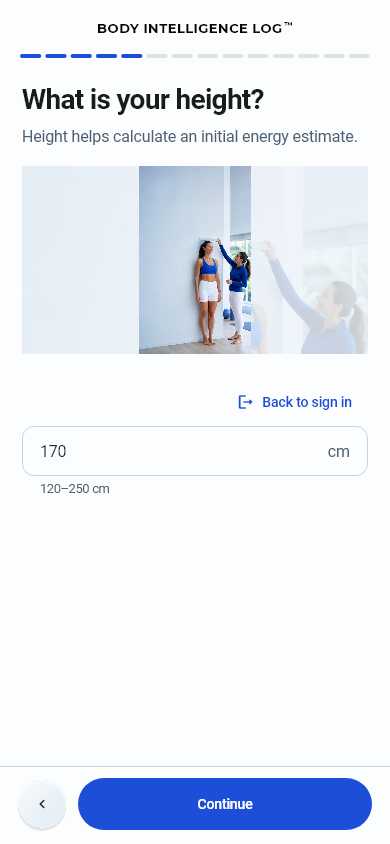 BODY INTELLIGENCE LOG™
What is your height?
Height helps calculate an initial energy estimate.
Back to sign in
170 cm
120–250 cm
Continue